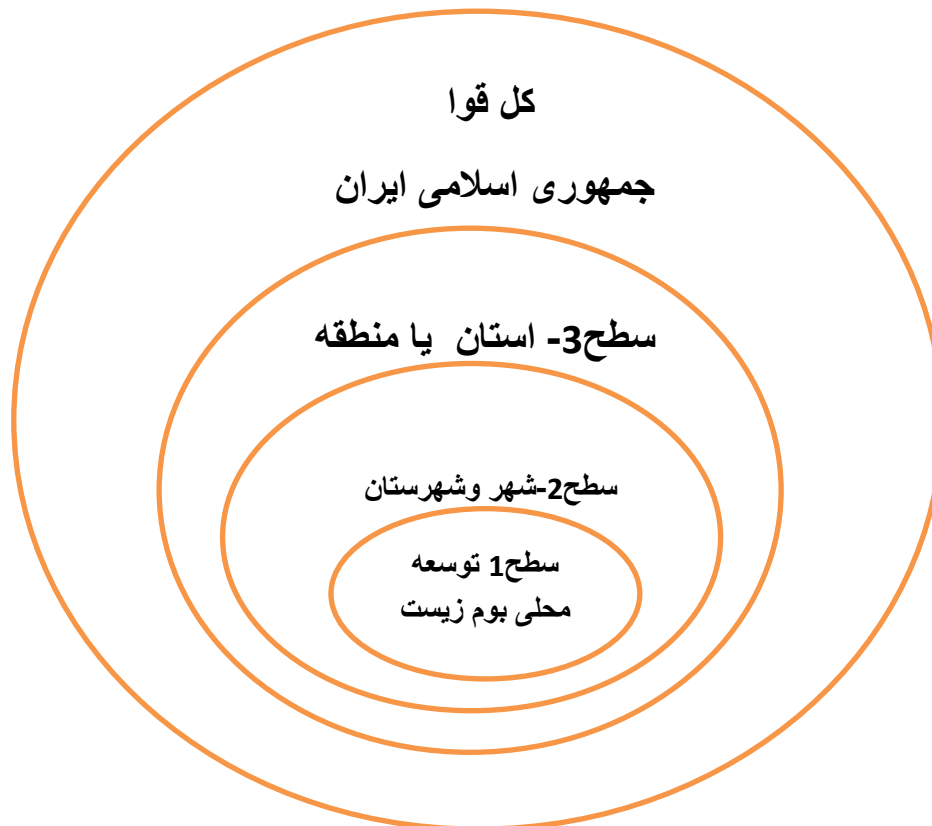 کل قوا
جمهوری اسلامی ایران
سطح3- استان یا منطقه
سطح2-شهر وشهرستان
سطح1 توسعه
محلی بوم زیست